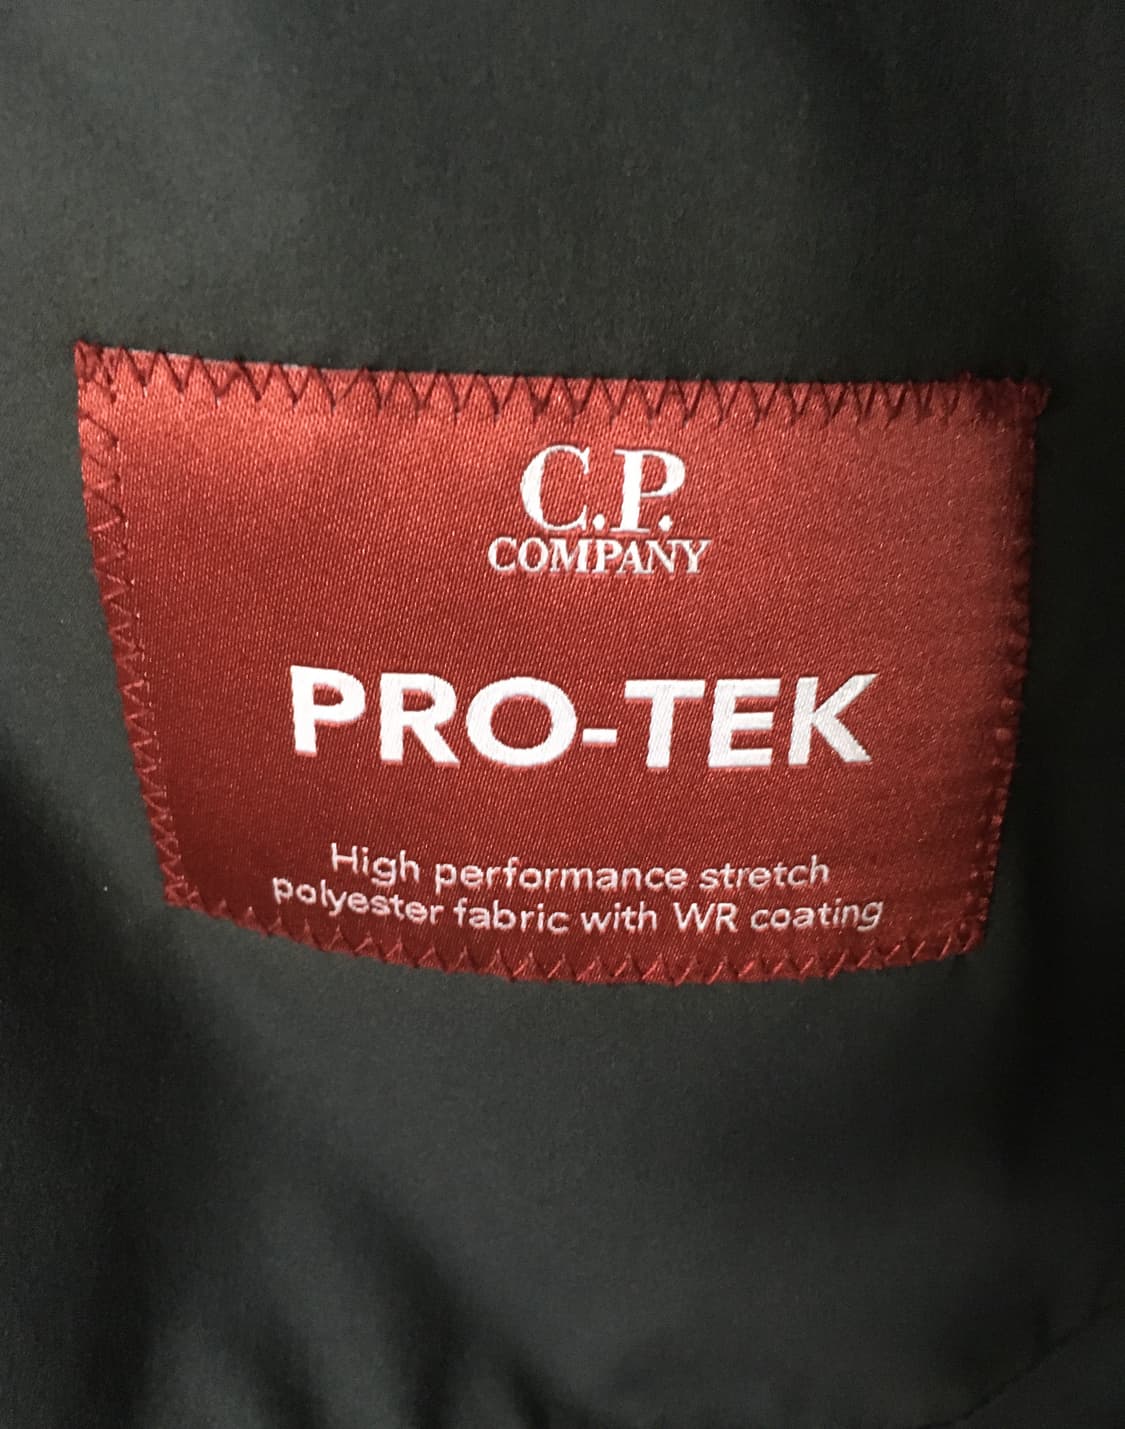 C.P.
COMPANY
PRO-TEK
High performance stretch
polyester fabric with WR coating